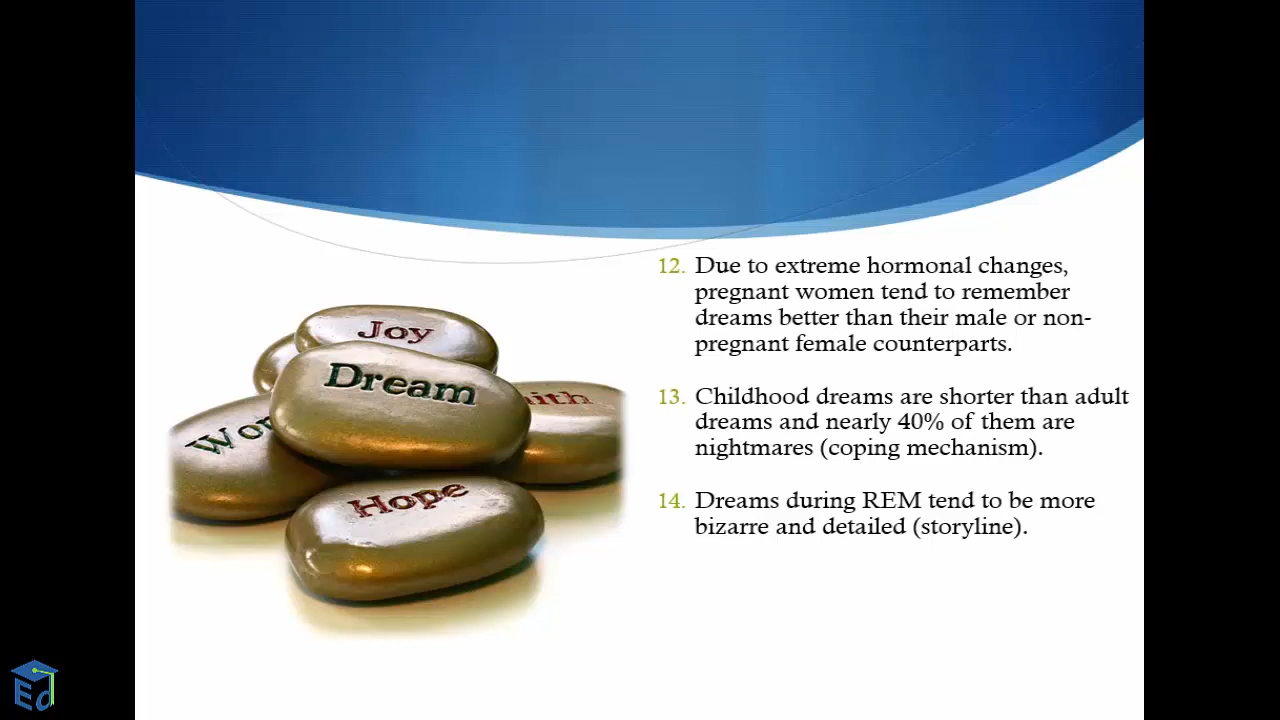 Joy
Dream
Hope
12. Due to extreme hormonal changes,
pregnant women tend to remember
dreams better than their male or non-
pregnant female counterparts.
13. Childhood dreams are shorter than adult
dreams and nearly 40% of them are
nightmares (coping mechanism).
14. Dreams during REM tend to be more
bizarre and detailed (storyline).
Ed